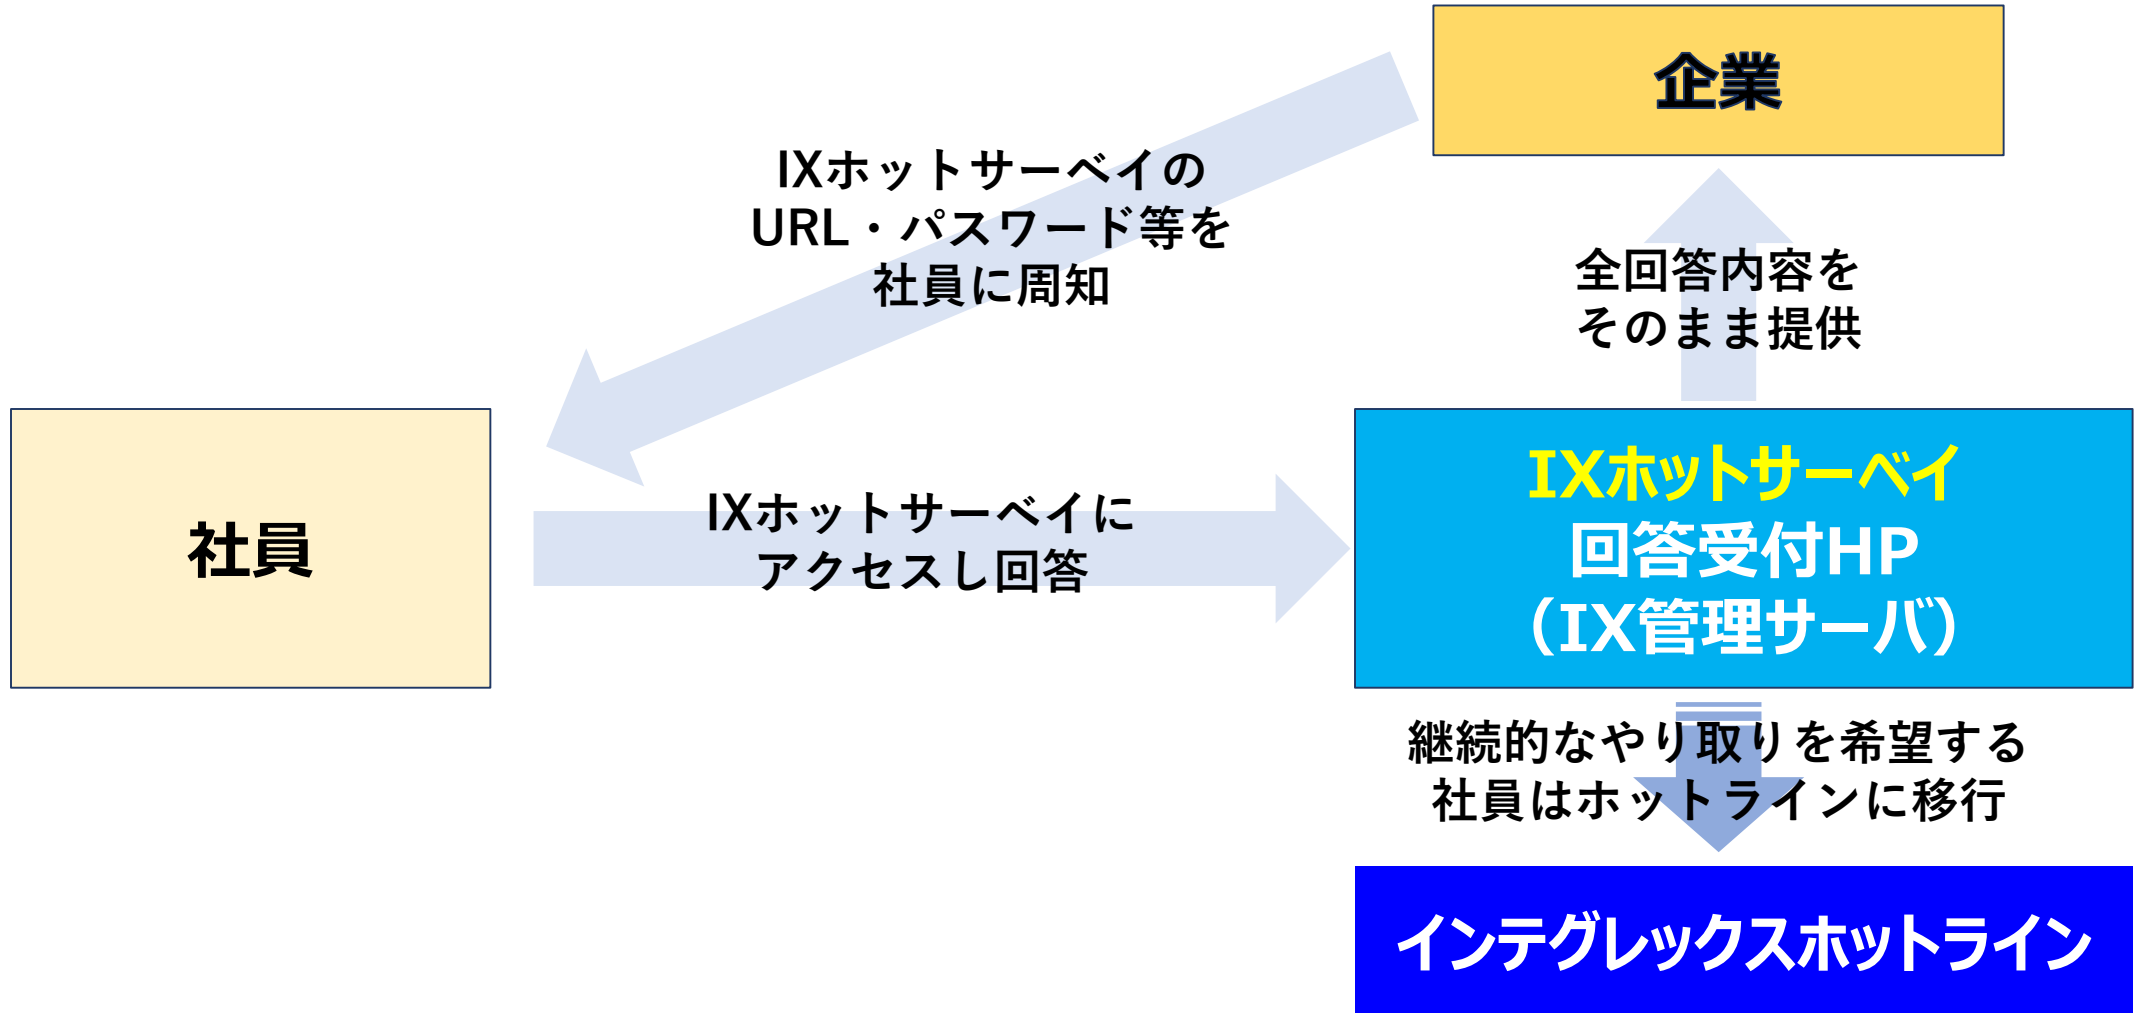 企業
IXホットサーベイの
URL・パスワード等を
社員に周知
全回答内容を
そのまま提供
社員
IXホットサーベイに
アクセスし回答
IXホットサーベイ
回答受付HP
（IX管理サーバ）
継続的なやり取りを希望する
社員はホットラインに移行
インテグレックスホットライン